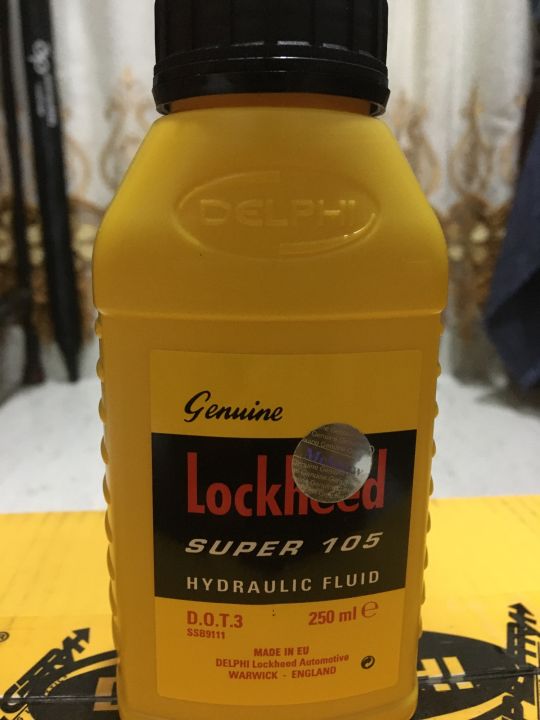 DELPHI
Genuine
Lockheed
SUPER 105
HYDRAULIC FLUID
D.O.T.3
250 ml e
SSB9111
MADE IN EU
DELPHI Lockheed Automotive
WARWICK - ENGLAND